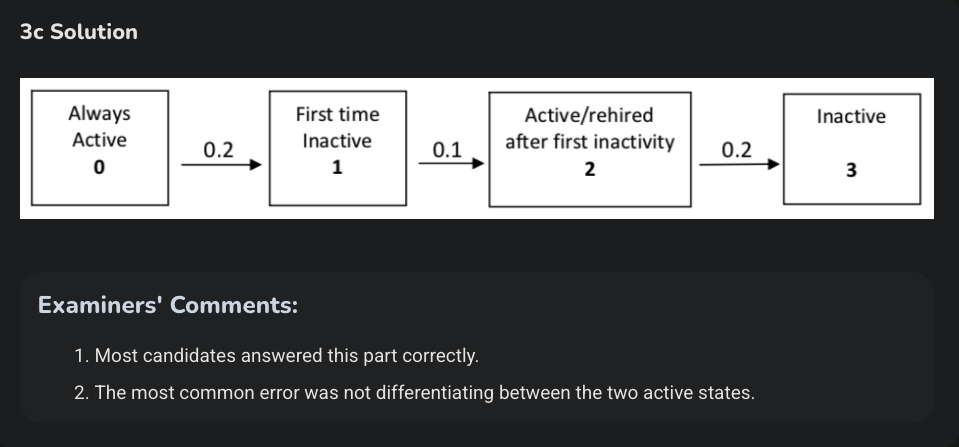 3c Solution
Always
Active
0
0.2
First time
Inactive
1
0.1
Active/rehired
after first inactivity
2
0.2
Inactive
3
Examiners' Comments:
1. Most candidates answered this part correctly.
2. The most common error was not differentiating between the two active states.